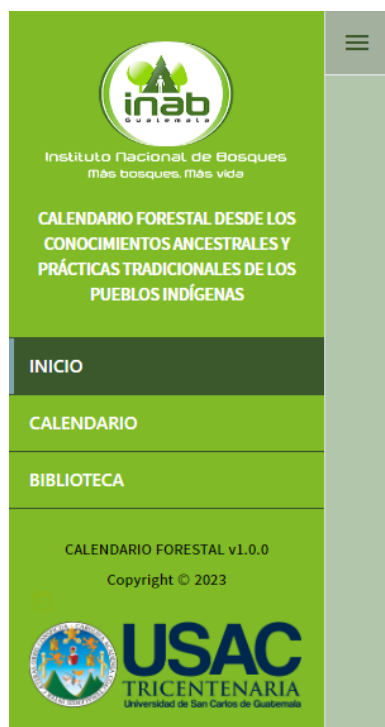 inab
Guatemala
Instituto Nacional de Bosques
Más bosques. Más vida
CALENDARIO FORESTAL DESDE LOS
CONOCIMIENTOS ANCESTRALES Y
PRÁCTICAS TRADICIONALES DE LOS
PUEBLOS INDÍGENAS
INICIO
CALENDARIO
BIBLIOTECA
CALENDARIO FORESTAL v1.0.0
Copyright © 2023
USAC
TRICENTENARIA
Universidad de San Carlos de Guatemala